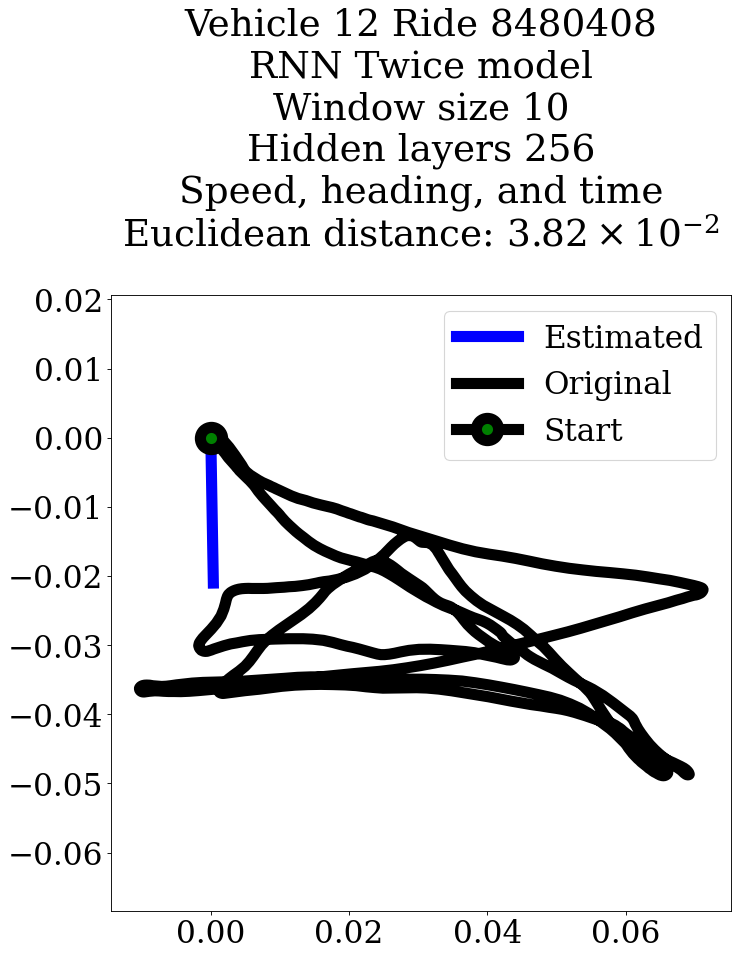 Vehicle 12 Ride 8480408
RNN Twice model
Window size 10
Hidden layers 256
Speed, heading, and time
Euclidean distance: 3.82 × 10⁻²
0.02
0.01
0.00
−0.01
−0.02
−0.03
−0.04
−0.05
−0.06
Estimated
Original
Start
0.00 0.02 0.04 0.06